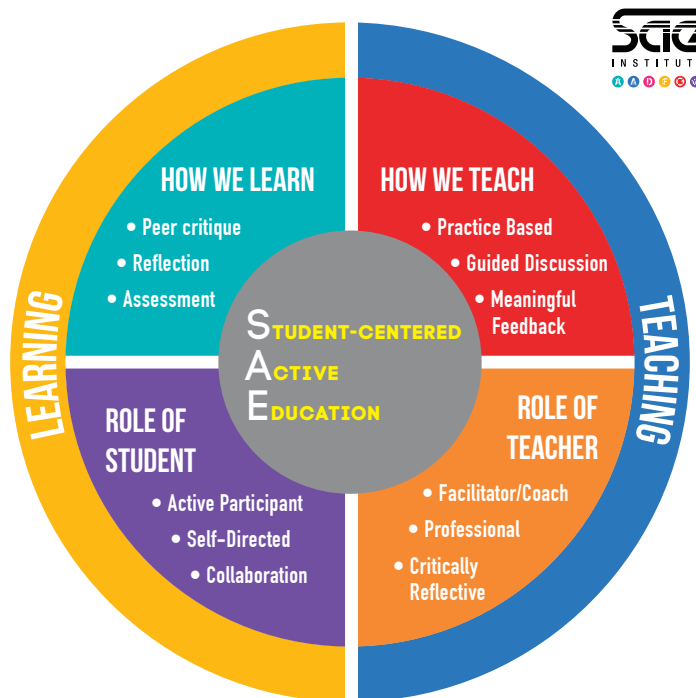 sae
INSTITUT
A A D F C V
HOW WE LEARN
• Peer critique
• Reflection
• Assessment
HOW WE TEACH
• Practice Based
• Guided Discussion
• Meaningful
Feedback
LEARNING
TEACHING
STUDENT-CENTERED
ACTIVE
EDUCATION
ROLE OF
STUDENT
• Active Participant
• Self-Directed
• Collaboration
ROLE OF
TEACHER
• Facilitator/Coach
• Professional
• Critically
Reflective